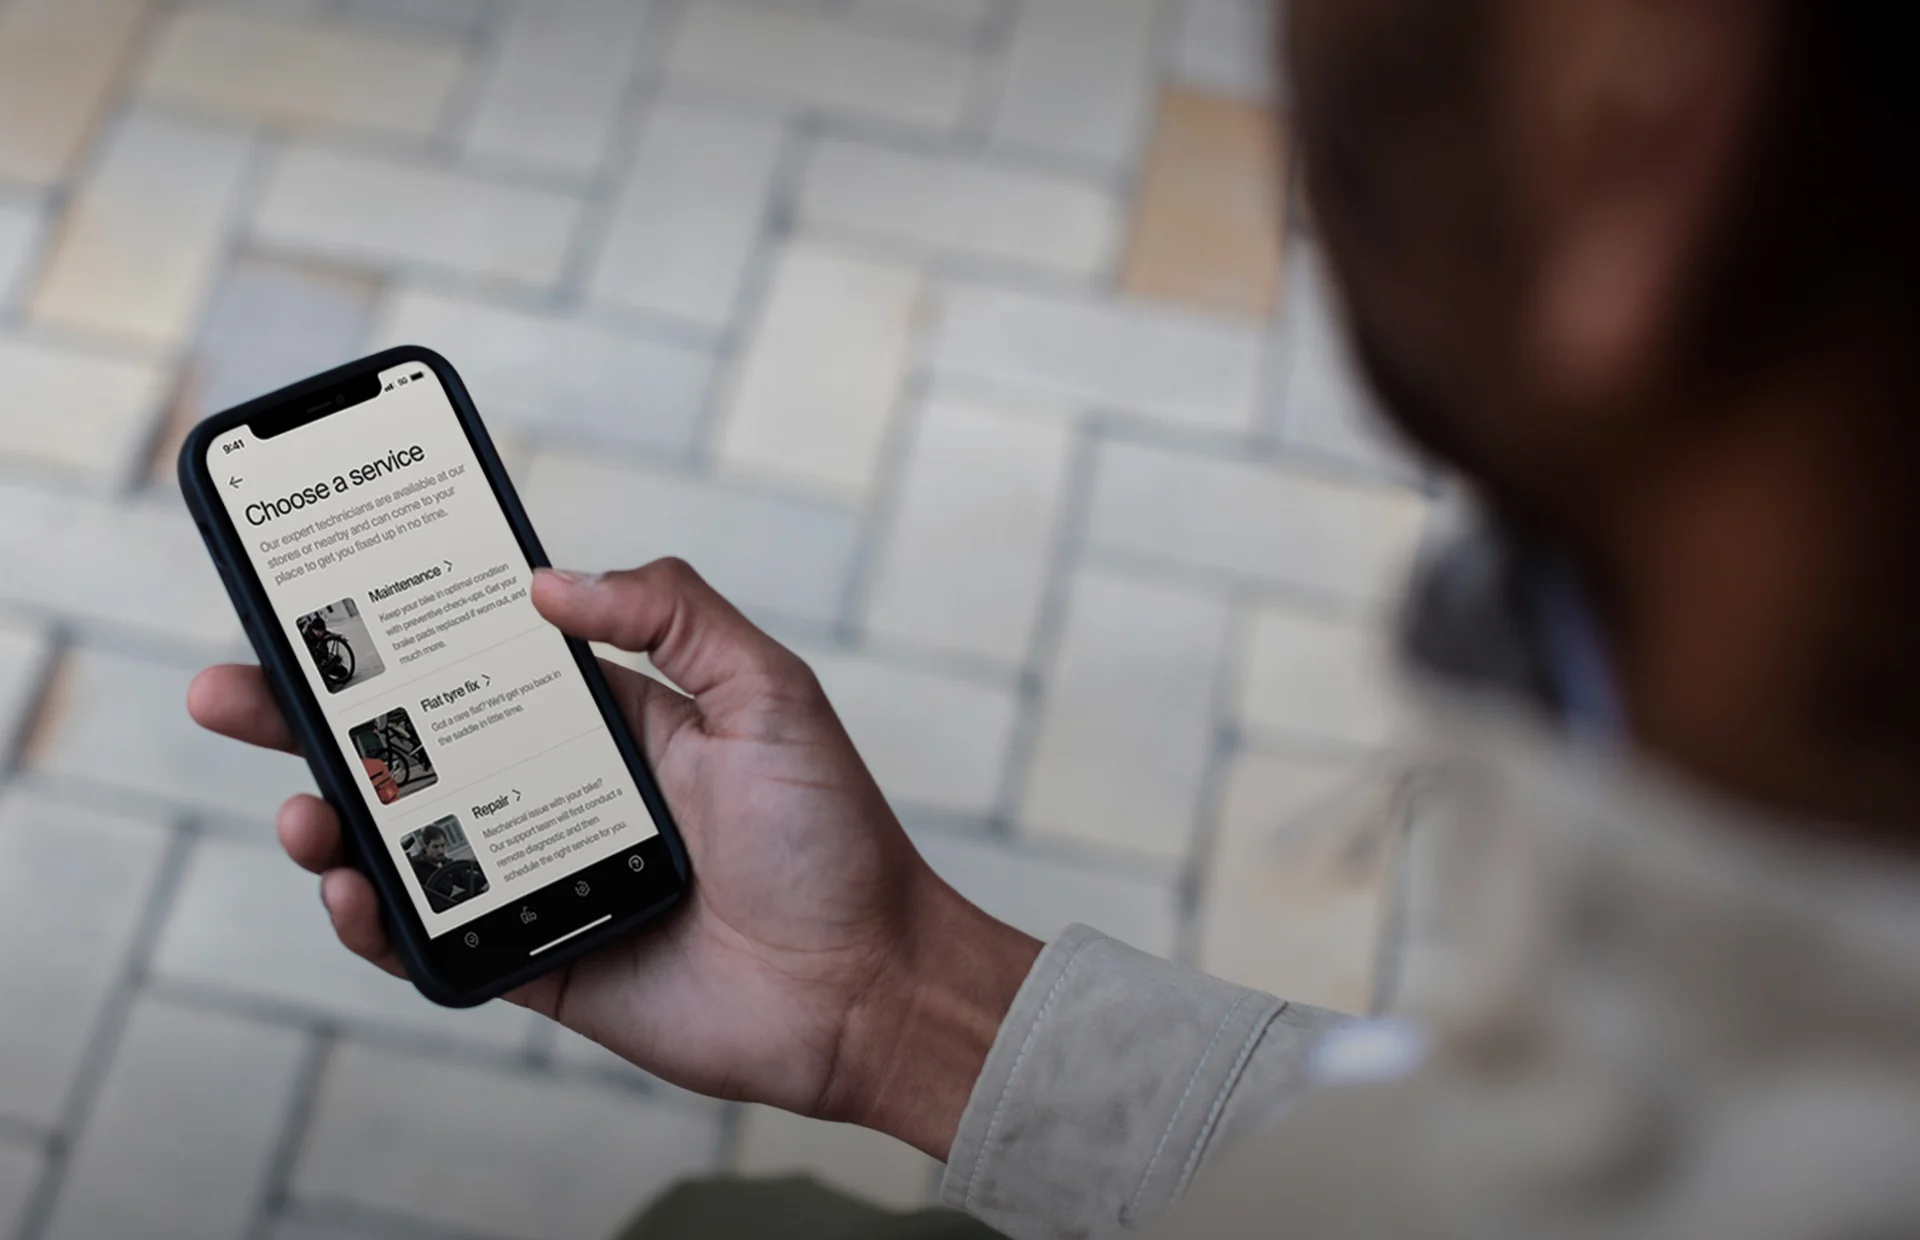 9:41
5G
Choose a service
Our expert technicians are available at our
stores or nearby and can come to your
place to get you fixed up in no time.
Maintenance
Keep your bike in optimal condition
with preventive check-ups. Get your
brake pads replaced if worn out, and
much more.
Flat tyre fix
Got a rare flat? We'll get you back in
the saddle in little time.
Repair
Mechanical issue with your bike?
Our support team will first conduct a
remote diagnostic and then
schedule the right service for you.